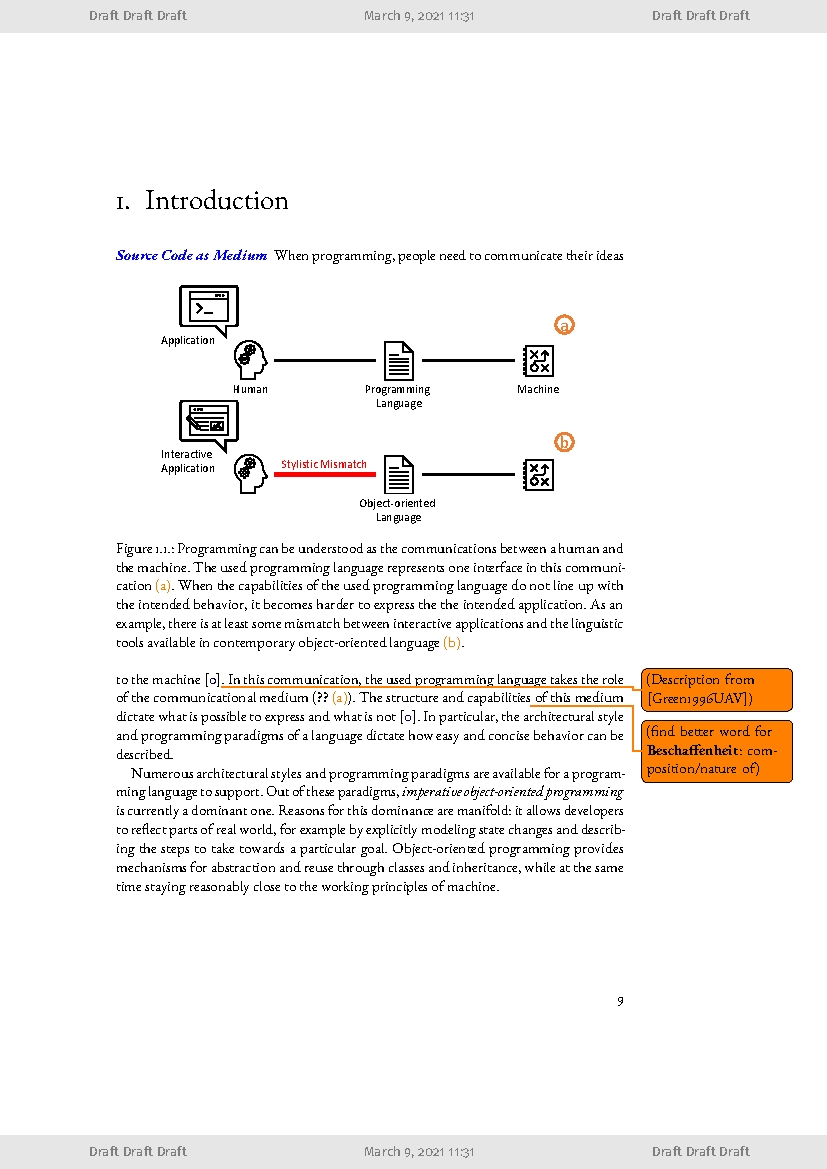 Draft Draft Draft March 9, 2021 11:31 Draft Draft Draft
1. Introduction
Source Code as Medium When programming, people need to communicate their ideas
a
Application
Human
Programming
Language
Machine
b
Interactive
Application
Stylistic Mismatch
Object-oriented
Language
Figure 1.1.: Programming can be understood as the communications between a human and
the machine. The used programming language represents one interface in this communi-
cation (a). When the capabilities of the used programming language do not line up with
the intended behavior, it becomes harder to express the the intended application. As an
example, there is at least some mismatch between interactive applications and the linguistic
tools available in contemporary object-oriented language (b).
to the machine [0]. In this communication, the used programming language takes the role
of the communicational medium (?? (a)). The structure and capabilities of this medium
dictate what is possible to express and what is not [0]. In particular, the architectural style
and programming paradigms of a language dictate how easy and concise behavior can be
described.
(Description from
[Green1996UAV])
(find better word for
Beschaffenheit: com-
position/nature of)
Numerous architectural styles and programming paradigms are available for a program-
ming language to support. Out of these paradigms, imperative object-oriented programming
is currently a dominant one. Reasons for this dominance are manifold: it allows developers
to reflect parts of real world, for example by explicitly modeling state changes and describ-
ing the steps to take towards a particular goal. Object-oriented programming provides
mechanisms for abstraction and reuse through classes and inheritance, while at the same
time staying reasonably close to the working principles of machine.
9
Draft Draft Draft March 9, 2021 11:31 Draft Draft Draft